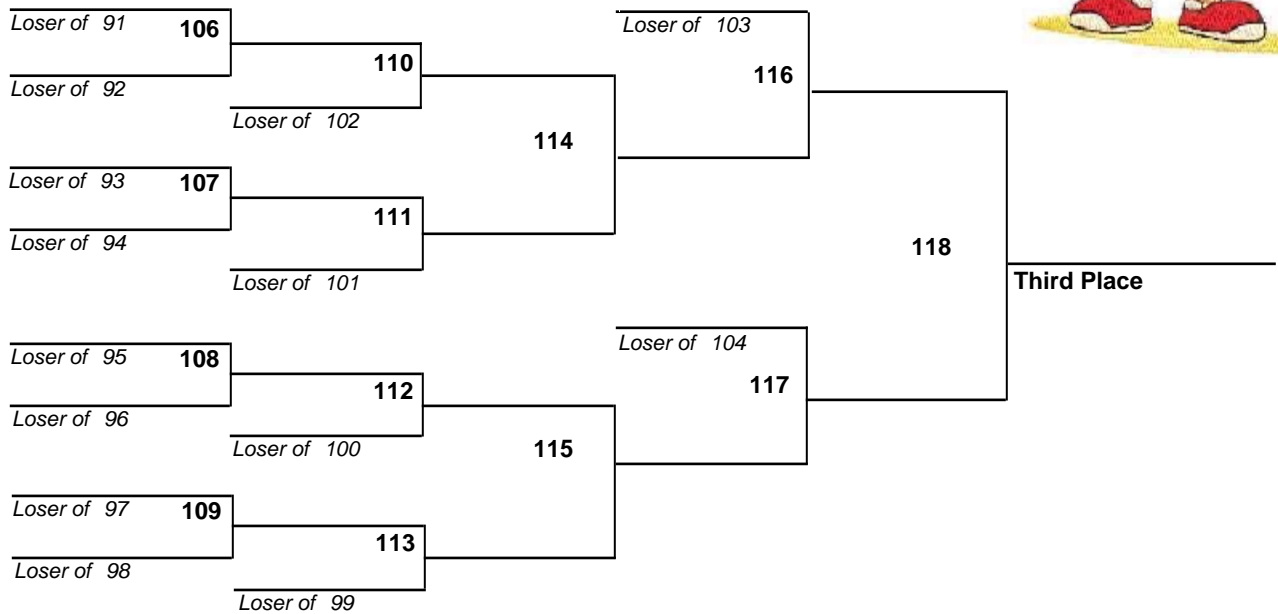 Loser of 91
106
Loser of 92
110
Loser of 102
Loser of 93
107
Loser of 94
111
Loser of 101
114
Loser of 103
116
118
Third Place
Loser of 95
108
Loser of 96
112
Loser of 100
115
Loser of 104
117
Loser of 97
109
Loser of 98
113
Loser of 99